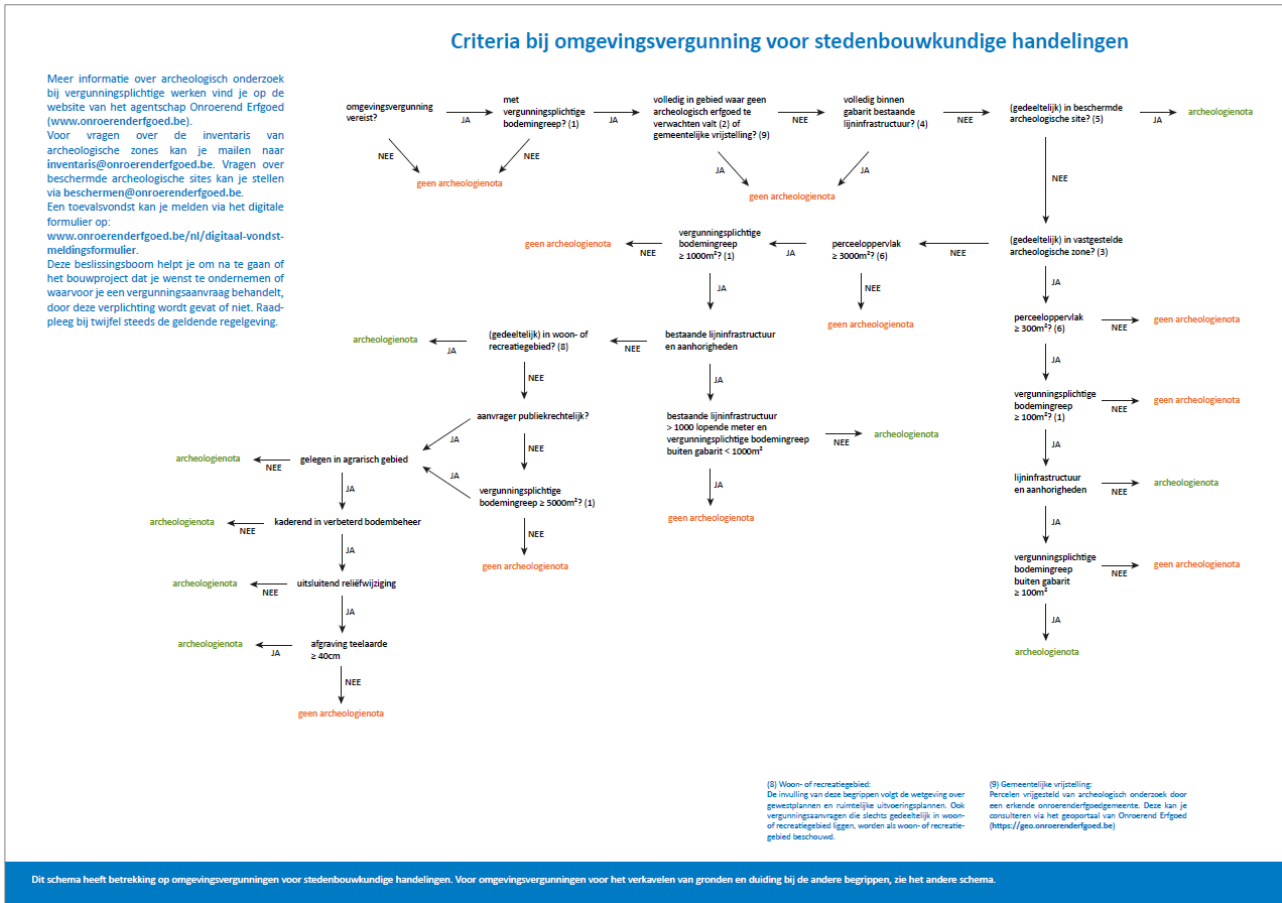 Criteria bij omgevingsvergunning voor stedenbouwkundige handelingen
Meer informatie over archeologisch onderzoek
bij vergunningsplichtige werken vind je op de
website van het agentschap Onroerend Erfgoed
(www.onroerenderfgoed.be).
Voor vragen over de inventaris van
archeologische zones kan je mailen naar
inventaris@onroerenderfgoed.be. Vragen over
beschermde archeologische sites kan je stellen
via beschermen@onroerenderfgoed.be.
Een toevalsvondst kan je melden via het digitale
formulier op:
www.onroerenderfgoed.be/nl/digitaal-vondst-
meldingsformulier.
Deze beslissingsboom helpt je om na te gaan of
het bouwproject dat je wenst te ondernemen of
waarvoor je een vergunningsaanvraag behandelt,
door deze verplichting wordt gevat of niet. Raad-
pleeg bij twijfel steeds de geldende regelgeving.
omgevingsvergunning
vereist?
JA
NEE
met
vergunningsplichtige
bodemingreep? (1)
JA
NEE
geen archeologienota
volledig in gebied waar geen
archeologisch erfgoed te
verwachten valt (2) of
gemeentelijke vrijstelling? (9)
NEE
JA
volledig binnen
gabarit bestaande
lijninfrastructuur? (4)
NEE
JA
geen archeologienota
(gedeeltelijk) in beschermde
archeologische site? (5)
JA
archeologienota
NEE
(gedeeltelijk) in vastgestelde
archeologische zone? (3)
NEE
JA
perceeloppervlak
≥ 3000m²? (6)
JA
NEE
geen archeologienota
vergunningsplichtige
bodemingreep
≥ 1000m²? (1)
NEE
geen archeologienota
JA
perceeloppervlak
≥ 300m²? (6)
NEE
geen archeologienota
JA
bestaande lijninfrastructuur
en aanhorigheden
NEE
JA
(gedeeltelijk) in woon- of
recreatiegebied? (8)
JA
archeologienota
NEE
vergunningsplichtige
bodemingreep
≥ 100m²? (1)
NEE
geen archeologienota
JA
bestaande lijninfrastructuur
> 1000 lopende meter en
vergunningsplichtige bodemingreep
buiten gabarit < 1000m²
NEE
archeologienota
JA
geen archeologienota
aanvrager publiekrechtelijk?
JA
NEE
vergunningsplichtige
bodemingreep ≥ 5000m²? (1)
JA
NEE
geen archeologienota
gelegen in agrarisch gebied
NEE
archeologienota
JA
kaderend in verbeterd bodembeheer
NEE
archeologienota
JA
uitsluitend reliëfwijziging
NEE
archeologienota
JA
afgraving teelaarde
≥ 40cm
JA
archeologienota
NEE
geen archeologienota
lijninfrastructuur
en aanhorigheden
NEE
archeologienota
JA
vergunningsplichtige
bodemingreep
buiten gabarit
≥ 100m²
NEE
geen archeologienota
JA
archeologienota
(8) Woon- of recreatiegebied:
De invulling van deze begrippen volgt de wetgeving over
gewestplannen en ruimtelijke uitvoeringsplannen. Ook
vergunningsaanvragen die slechts gedeeltelijk in woon-
of recreatiegebied liggen, worden als woon- of recreatie-
gebied beschouwd.
(9) Gemeentelijke vrijstelling:
Percelen vrijgesteld van archeologisch onderzoek door
een erkende onroerenderfgoedgemeente. Deze kan je
consulteren via het geoportaal van Onroerend Erfgoed
(https://geo.onroerenderfgoed.be)
Dit schema heeft betrekking op omgevingsvergunningen voor stedenbouwkundige handelingen. Voor omgevingsvergunningen voor het verkavelen van gronden en duiding bij de andere begrippen, zie het andere schema.